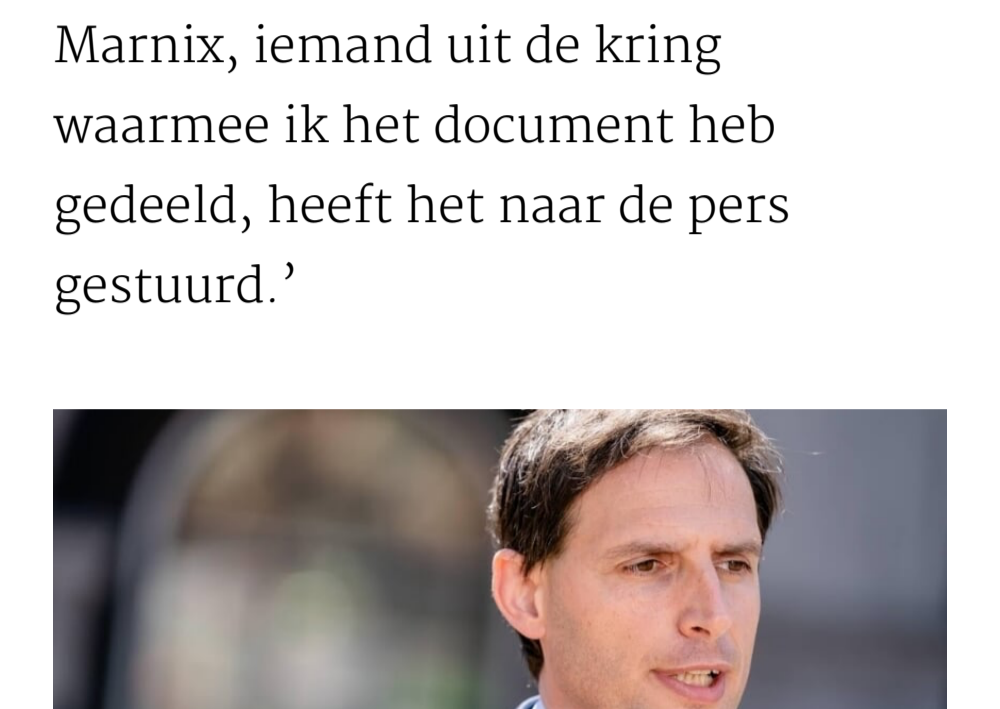 Marnix, iemand uit de kring
waarmee ik het document heb
gedeeld, heeft het naar de pers
gestuurd.’